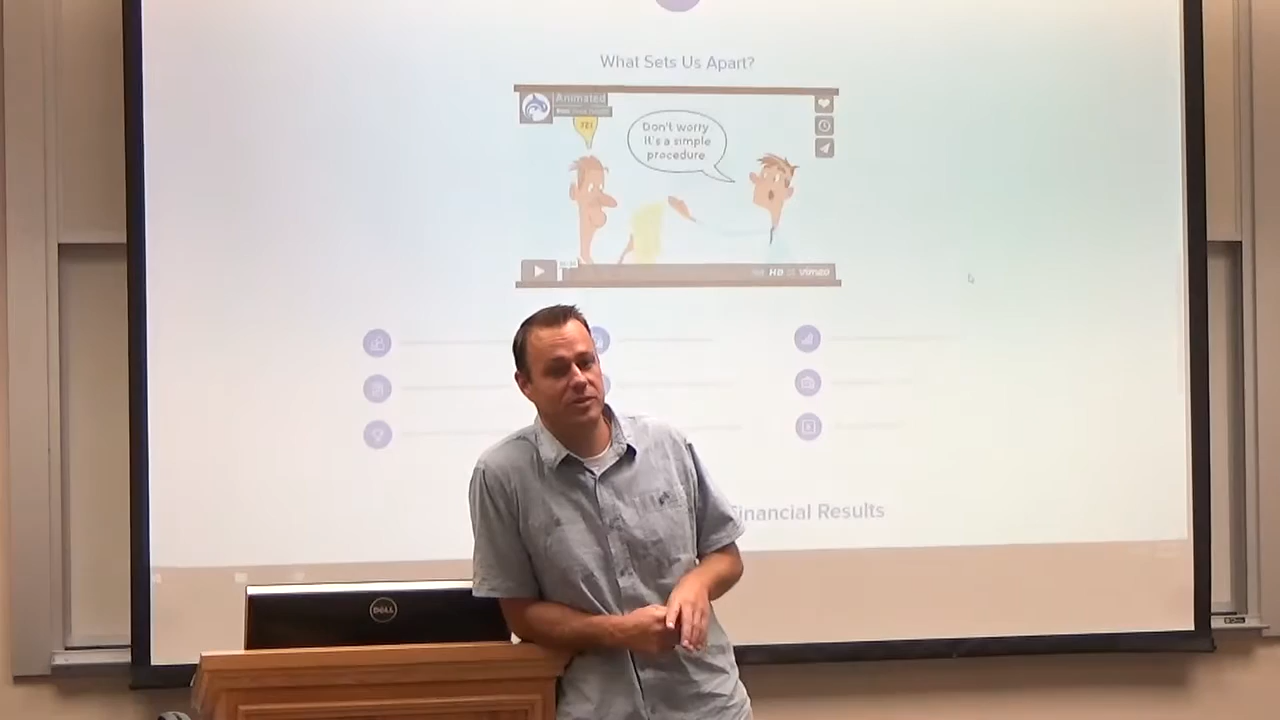 What Sets Us Apart?
Animated
Don't worry
it's a simple
procedure
HD
vimeo
Financial Results
DELL